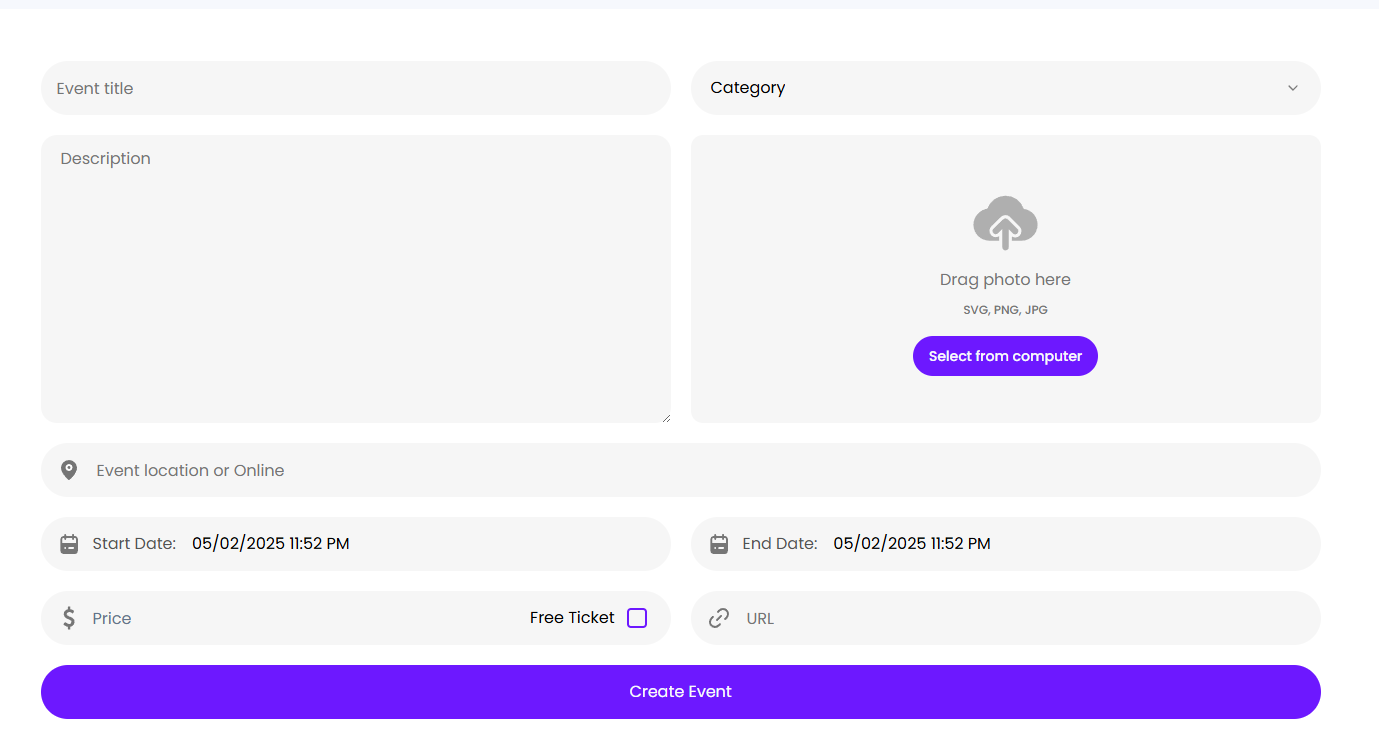 Event title
Category
Description
Drag photo here
SVG, PNG, JPG
Select from computer
Event location or Online
Start Date: 05/02/2025 11:52 PM
End Date: 05/02/2025 11:52 PM
$ Price
Free Ticket
URL
Create Event